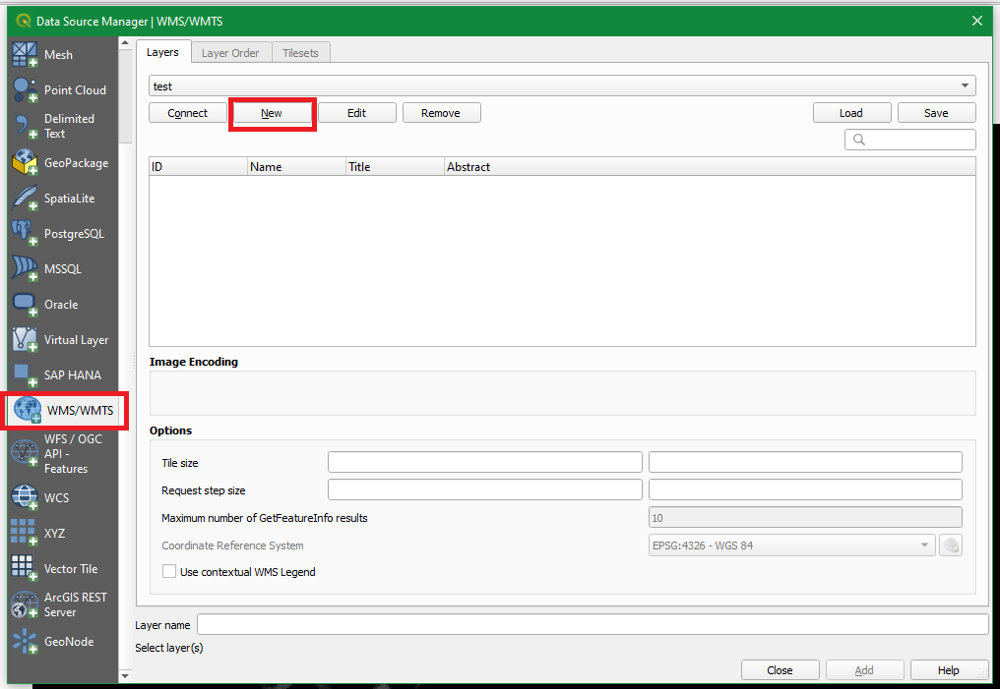 Data Source Manager | WMS/WMTS
Mesh
Point Cloud
Delimited
Text
GeoPackage
SpatiaLite
PostgreSQL
MSSQL
Oracle
Virtual Layer
SAP HANA
WMS/WMTS
WFS / OGC
API -
Features
WCS
XYZ
Vector Tile
ArcGIS REST
Server
GeoNode
Layers Layer Order Tilesets
test
Connect New Edit Remove Load Save
ID Name Title Abstract
Image Encoding
Options
Tile size
Request step size
Maximum number of GetFeatureInfo results 10
Coordinate Reference System EPSG:4326 - WGS 84
Use contextual WMS Legend
Layer name
Select layer(s)
Close Add Help